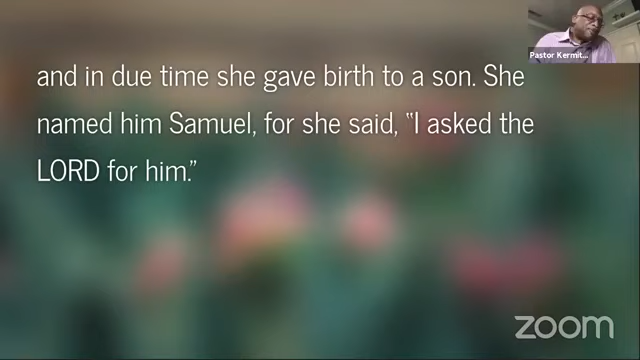 Pastor Kermit...
and in due time she gave birth to a son. She
named him Samuel, for she said, “I asked the
LORD for him.”
zoom